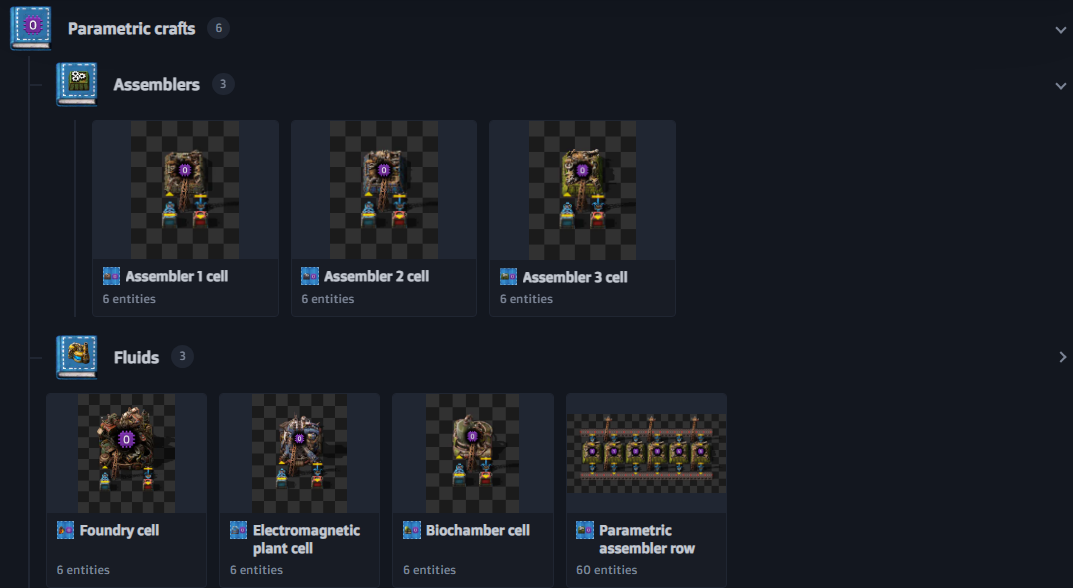 Parametric crafts 6
Assemblers 3
Assembler 1 cell
6 entities
Assembler 2 cell
6 entities
Assembler 3 cell
6 entities
Fluids 3
Foundry cell
6 entities
Electromagnetic
plant cell
6 entities
Biochamber cell
6 entities
Parametric
assembler row
60 entities